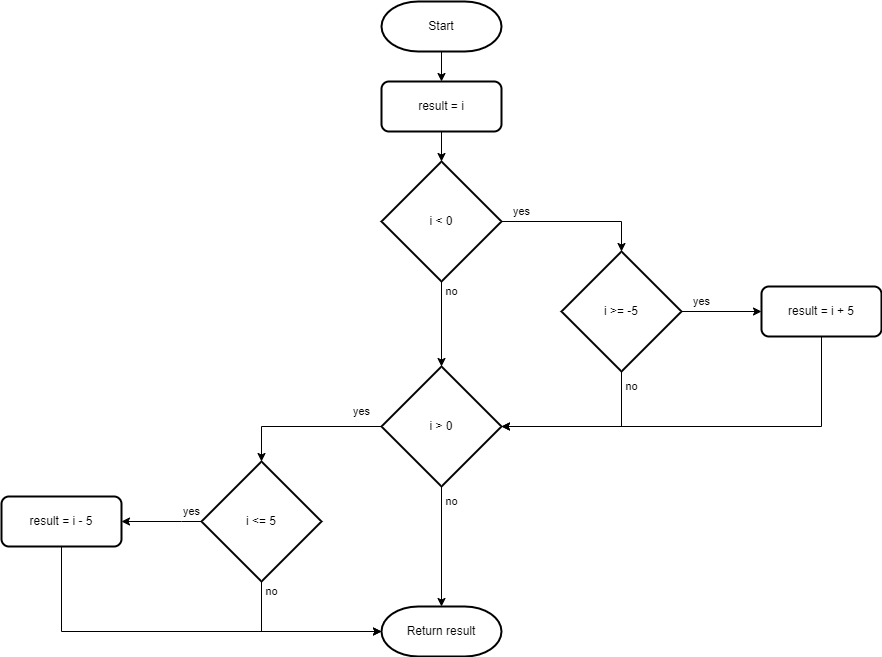 Start
result = i
i < 0
yes
no
i >= -5
yes
result = i + 5
no
i > 0
yes
no
i <= 5
yes
result = i - 5
no
Return result